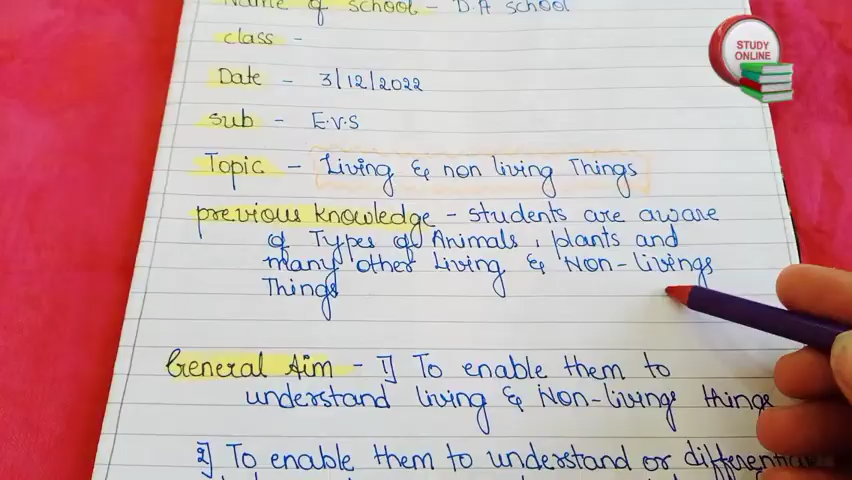 Name of school - D.A school
class -
Date - 3/12/2022
sub - E.V.S
Topic - Living & non living Things
previous knowledge - students are aware
of Types of Animals, plants and
many other Living & Non-livings
Things
General Aim - 1] To enable them to
understand living & Non-livings things
2] To enable them to understand or
STUDY
ONLINE